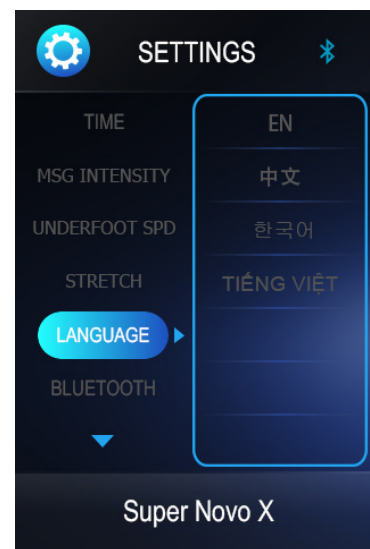 SETTINGS
TIME
EN
MSG INTENSITY
中文
UNDERFOOT SPD
한국어
STRETCH
TIẾNG VIỆT
LANGUAGE
BLUETOOTH
Super Novo X